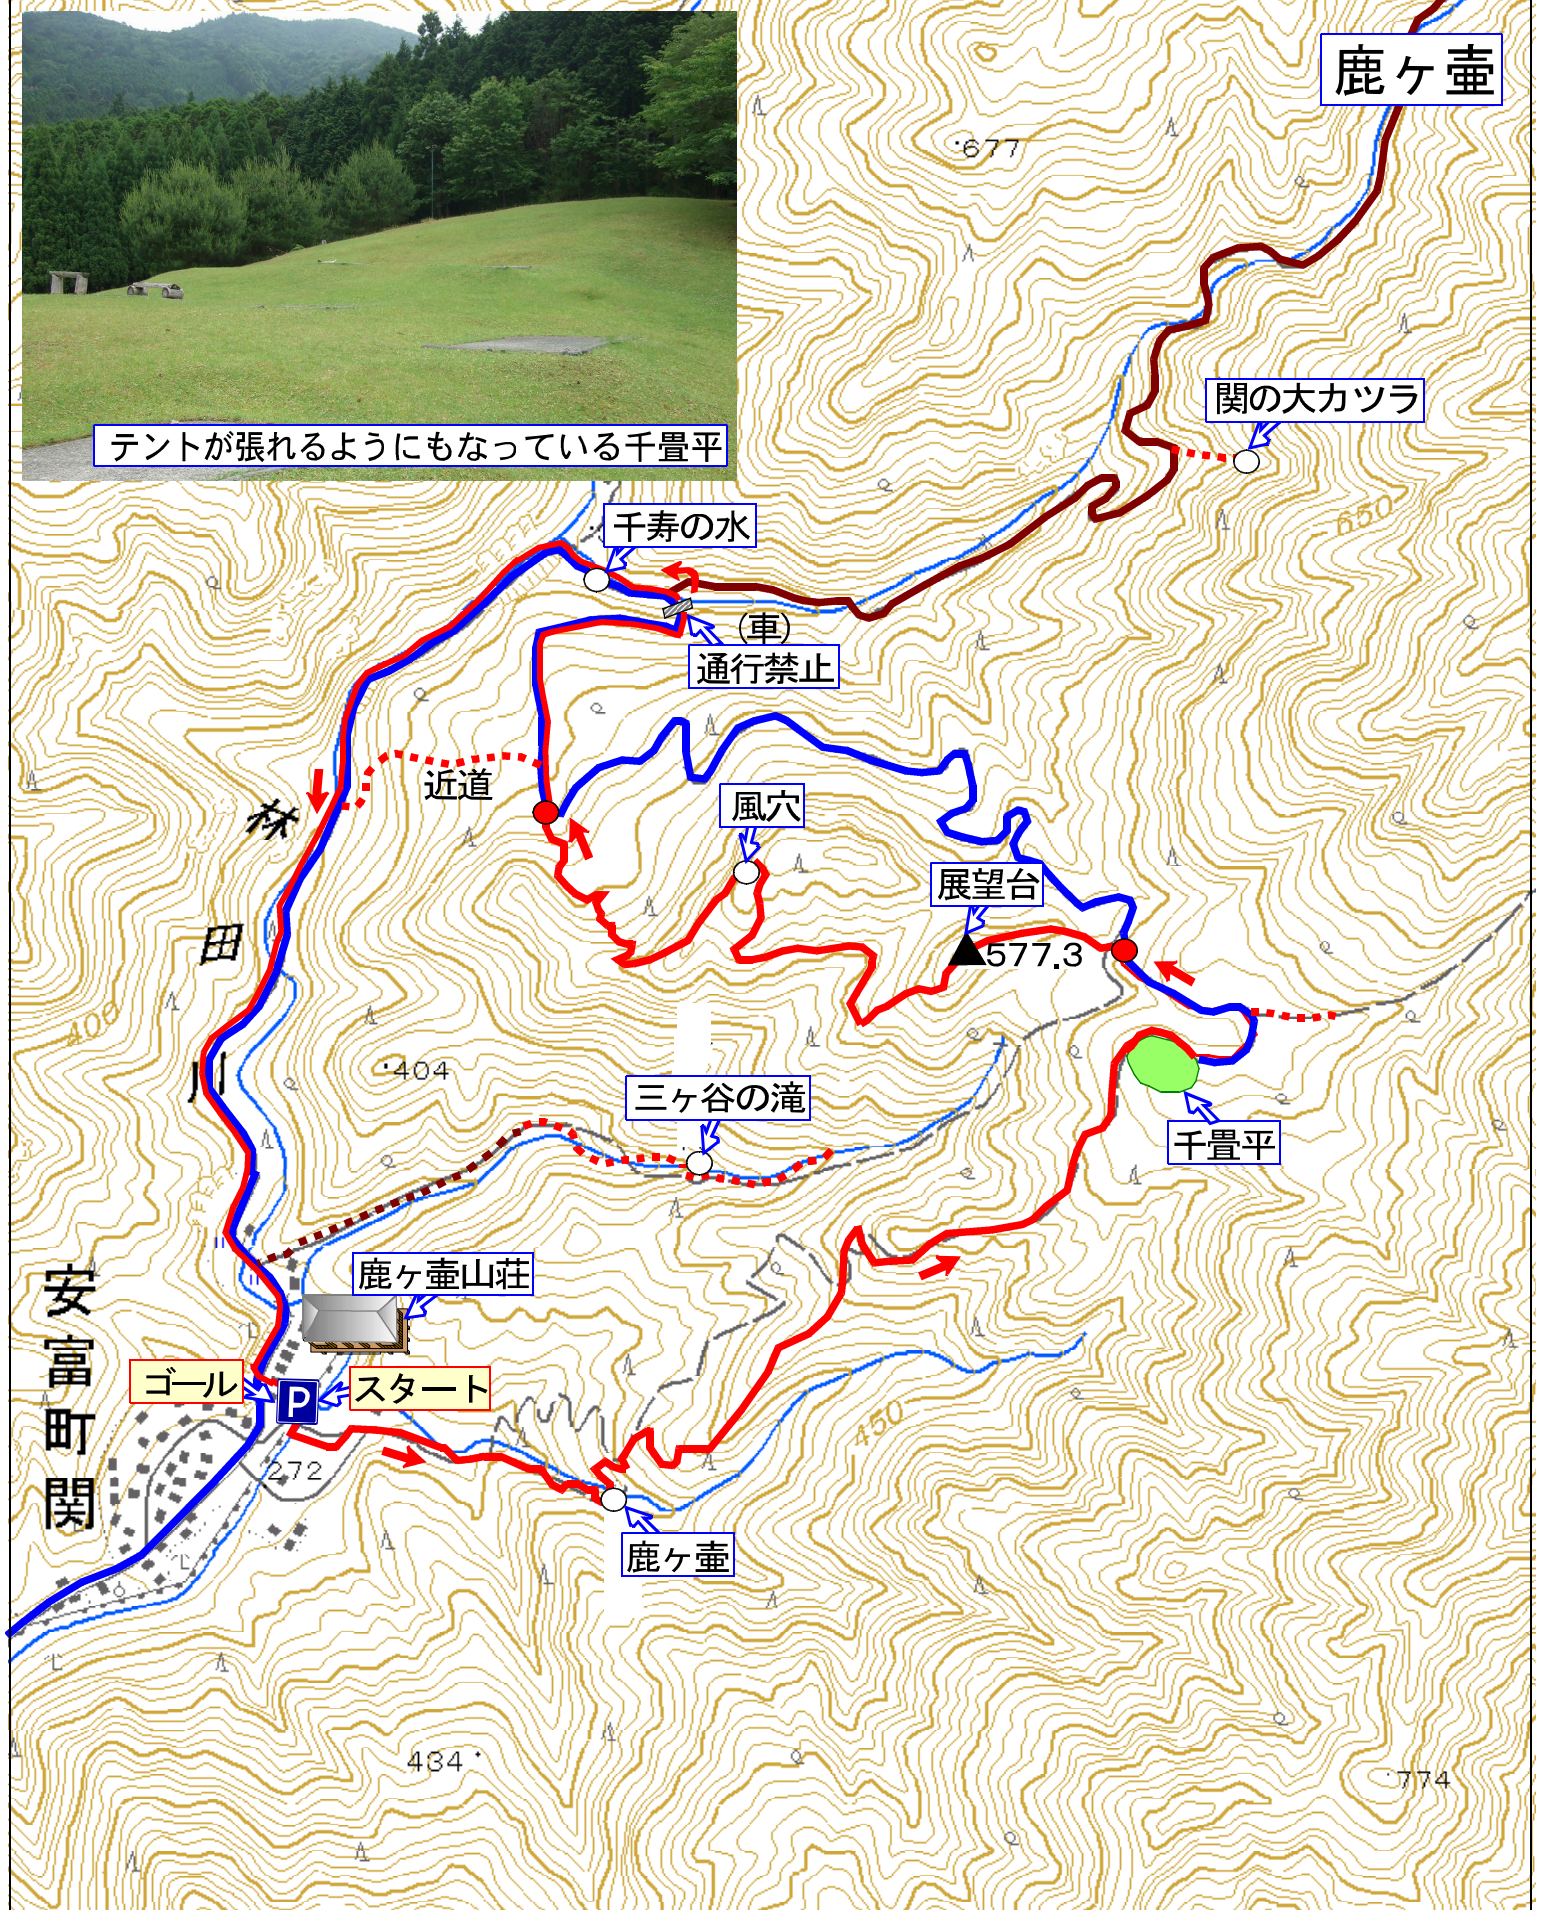 鹿ヶ壷
677
関の大カツラ
テントが張れるようにもなっている千畳平
650
千寿の水
(車)
通行禁止
近道
風穴
展望台
577.3
林
田
川
400
404
三ヶ谷の滝
千畳平
鹿ヶ壷山荘
安富町関
ゴール
P
スタート
450
272
鹿ヶ壷
434
774